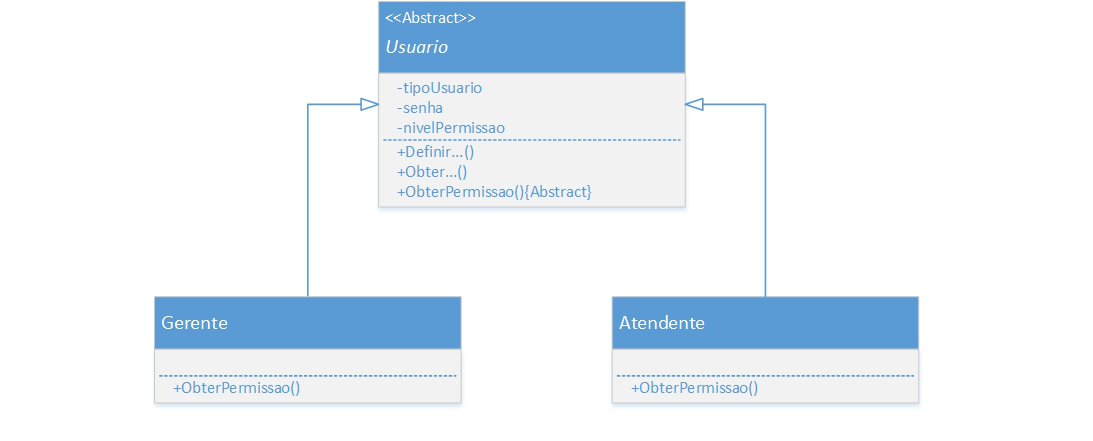 <<Abstract>>
Usuario
-tipoUsuario
-senha
-nivelPermissao
+Definir...()
+Obter...()
+ObterPermissao(){Abstract}
Gerente
+ObterPermissao()
Atendente
+ObterPermissao()